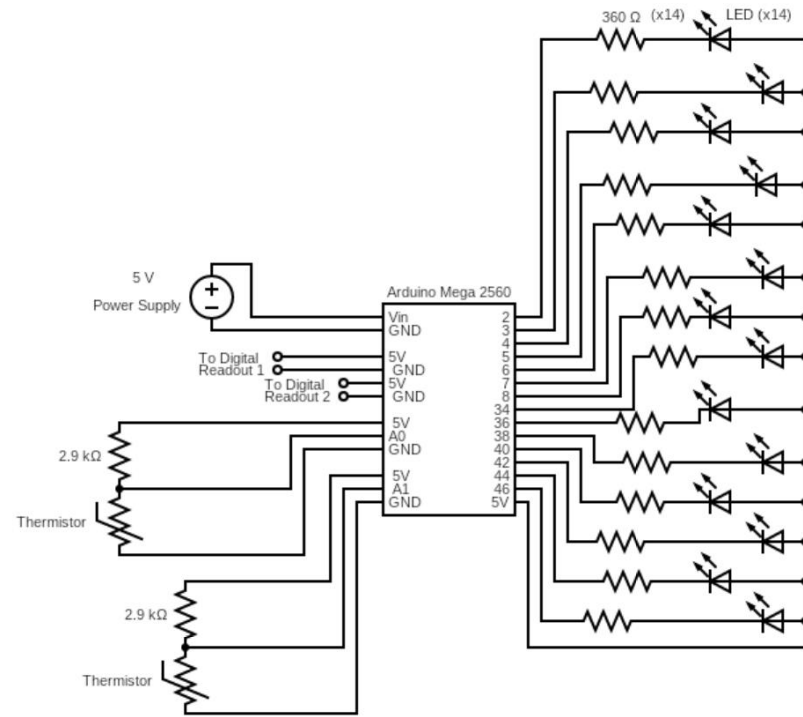 360 Ω (x14) LED (x14)
5 V
Power Supply
Arduino Mega 2560
Vin 2
GND 3
4
To Digital 5V 5
Readout 1 GND 6
To Digital 5V 7
Readout 2 GND 8
34
5V 36
A0 38
GND 40
2.9 kΩ 42
5V 44
A1 46
GND 5V
Thermistor
2.9 kΩ
Thermistor